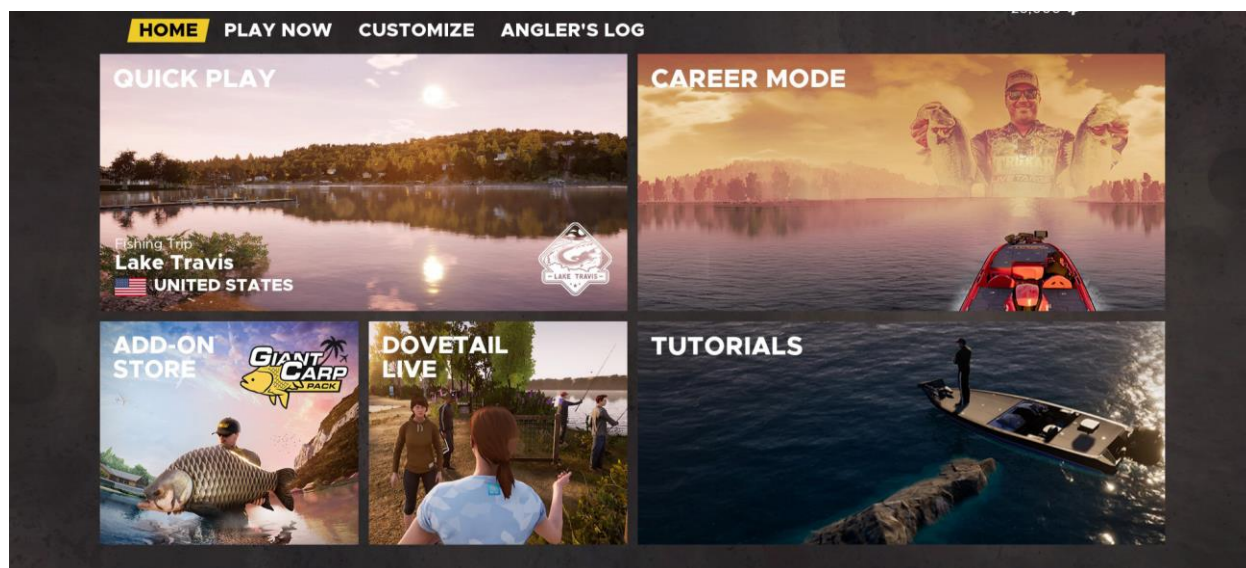 HOME PLAY NOW CUSTOMIZE ANGLER'S LOG
QUICK PLAY
Fishing Trip
Lake Travis
UNITED STATES
LAKE TRAVIS
CAREER MODE
ADD-ON
STORE
GIANT
CARP
PACK
DOVETAIL
LIVE
TUTORIALS